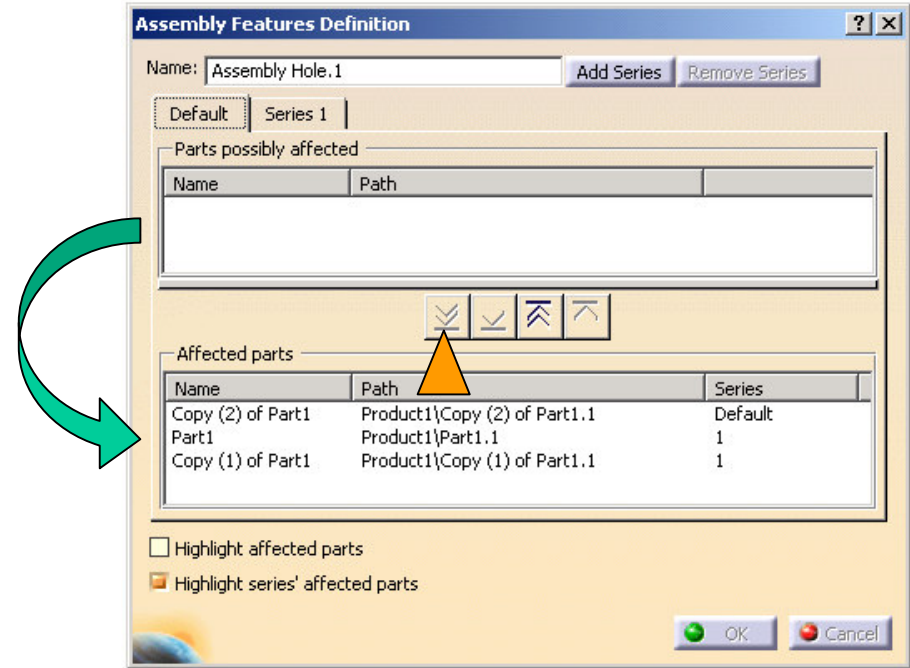 Assembly Features Definition
Name: Assembly Hole.1 Add Series Remove Series
Default Series 1
Parts possibly affected
Name Path
Affected parts
Name Path Series
Copy (2) of Part1 Product1\Copy (2) of Part1.1 Default
Part1 Product1\Part1.1 1
Copy (1) of Part1 Product1\Copy (1) of Part1.1 1
Highlight affected parts
Highlight series' affected parts
OK Cancel